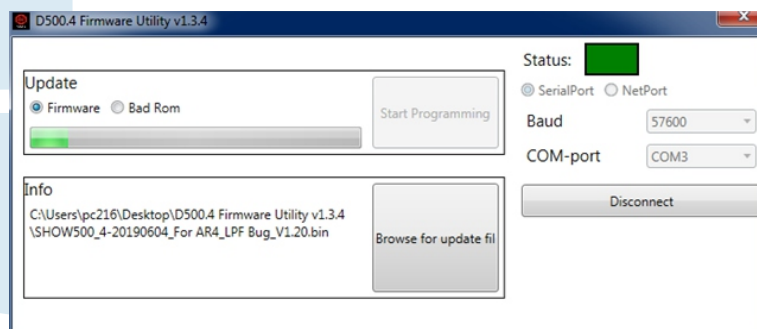 D500.4 Firmware Utility v1.3.4
Update
Firmware
Bad Rom
Start Programming
Info
C:\Users\pc216\Desktop\D500.4 Firmware Utility v1.3.4
\SHOW500_4-20190604_For AR4_LPF Bug_V1.20.bin
Browse for update fil
Status:
SerialPort
NetPort
Baud
57600
COM-port
COM3
Disconnect